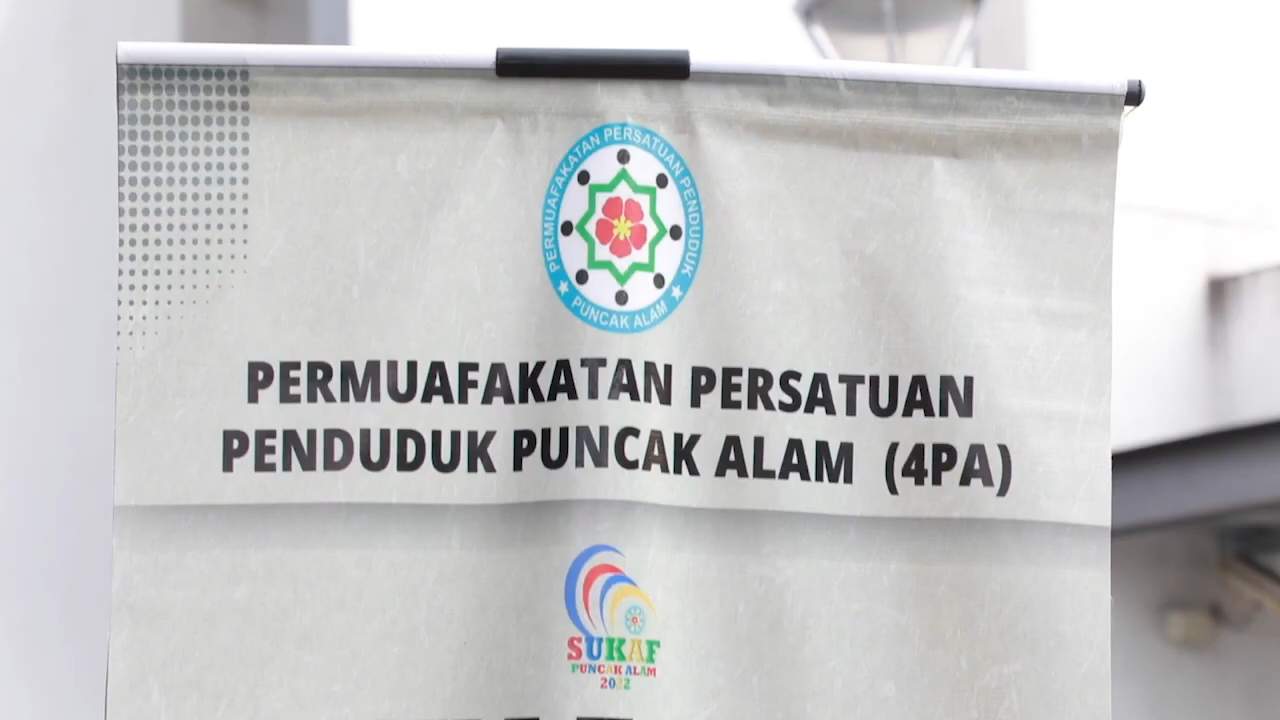 PERMUAFAKATAN PERSATUAN PENDUDUK
PUNCAK ALAM
PERMUAFAKATAN PERSATUAN
PENDUDUK PUNCAK ALAM (4PA)
SUKAF
PUNCAK ALAM
2022